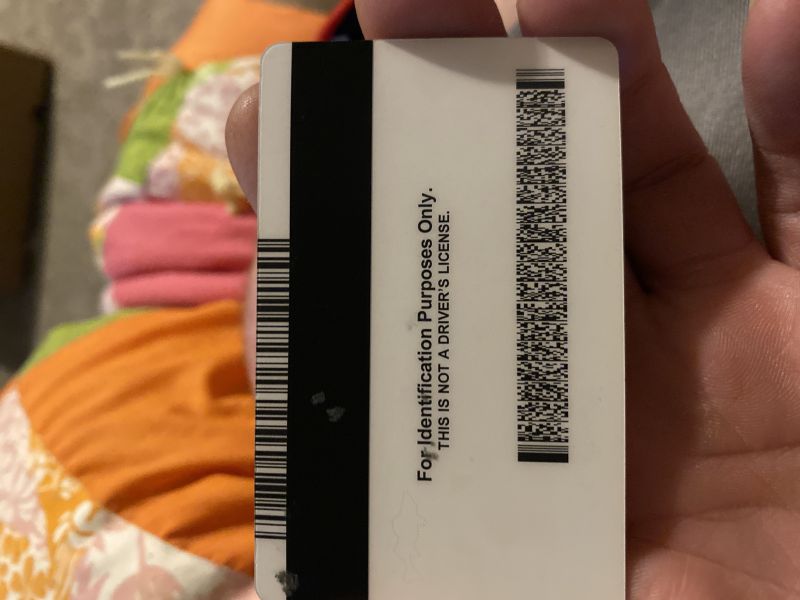 For Identification Purposes Only.
THIS IS NOT A DRIVER'S LICENSE.